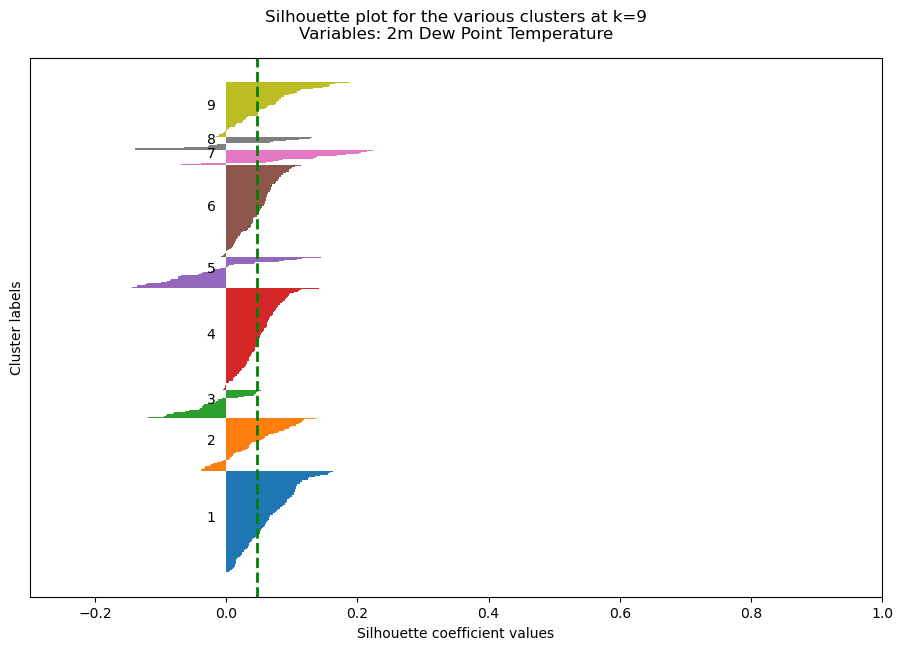 Silhouette plot for the various clusters at k=9
Variables: 2m Dew Point Temperature
Cluster labels
9
8
7
6
5
4
3
2
1
−0.2 0.0 0.2 0.4 0.6 0.8 1.0
Silhouette coefficient values